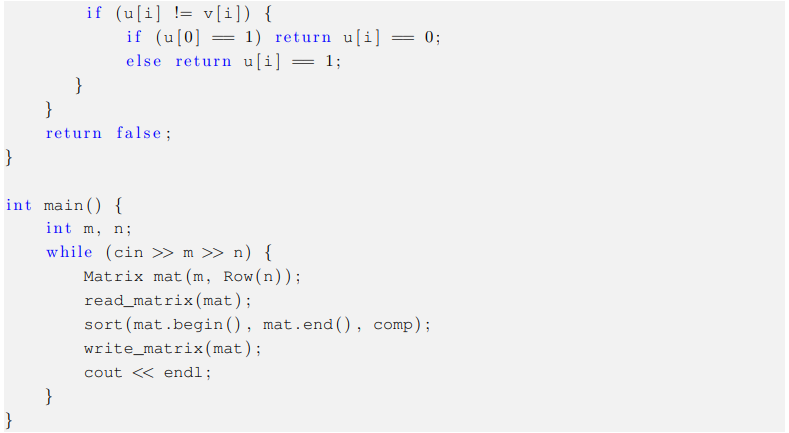 if (u[i] != v[i]) {
if (u[0] == 1) return u[i] == 0;
else return u[i] == 1;
}
}
return false;
}
int main() {
int m, n;
while (cin >> m >> n) {
Matrix mat(m, Row(n));
read_matrix(mat);
sort(mat.begin(), mat.end(), comp);
write_matrix(mat);
cout << endl;
}
}